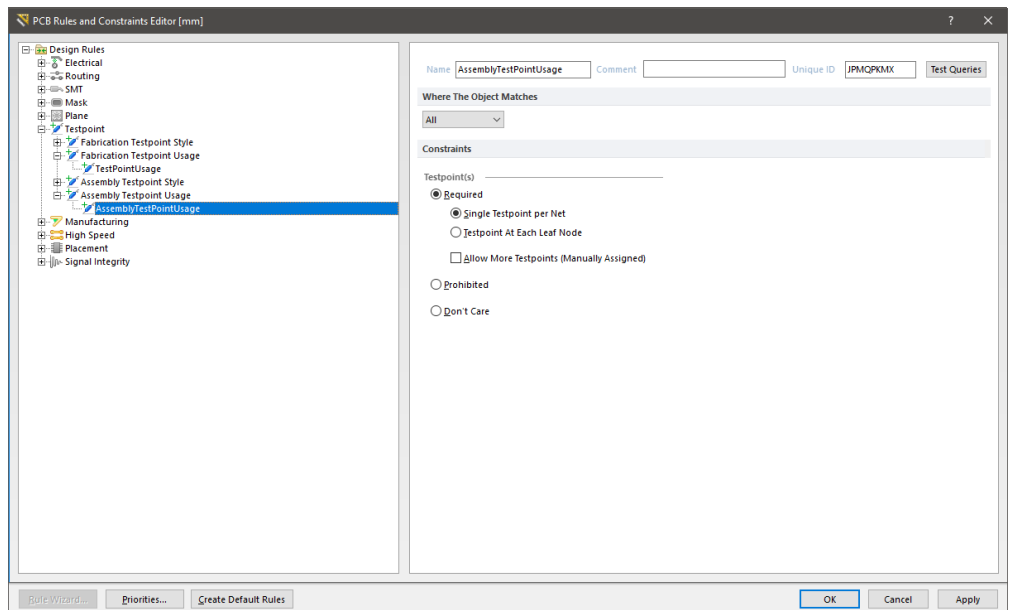 PCB Rules and Constraints Editor [mm]
?
Design Rules
Electrical
Routing
SMT
Mask
Plane
Testpoint
Fabrication Testpoint Style
Fabrication Testpoint Usage
TestPointUsage
Assembly Testpoint Style
Assembly Testpoint Usage
AssemblyTestPointUsage
Manufacturing
High Speed
Placement
Signal Integrity
Name AssemblyTestPointUsage Comment Unique ID JPMQPKMX Test Queries
Where The Object Matches
All
Constraints
Testpoint(s)
Required
Single Testpoint per Net
Testpoint At Each Leaf Node
Allow More Testpoints (Manually Assigned)
Prohibited
Don't Care
Rule Wizard... Priorities... Create Default Rules OK Cancel Apply